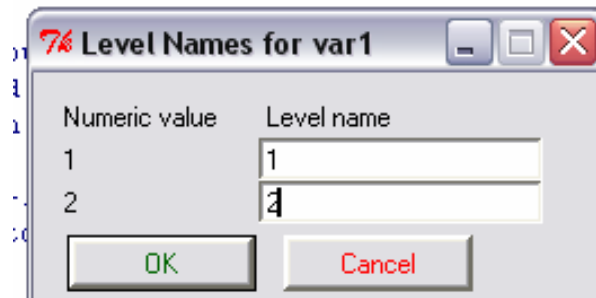 Level Names for var1
Numeric value Level name
1 1
2 2
OK Cancel